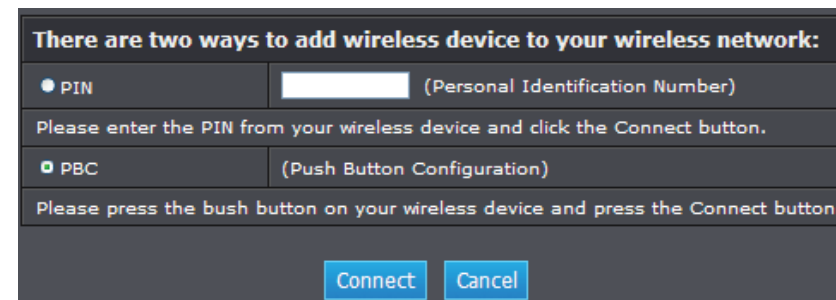 There are two ways to add wireless device to your wireless network:
PIN (Personal Identification Number)
Please enter the PIN from your wireless device and click the Connect button.
PBC (Push Button Configuration)
Please press the bush button on your wireless device and press the Connect button
Connect Cancel